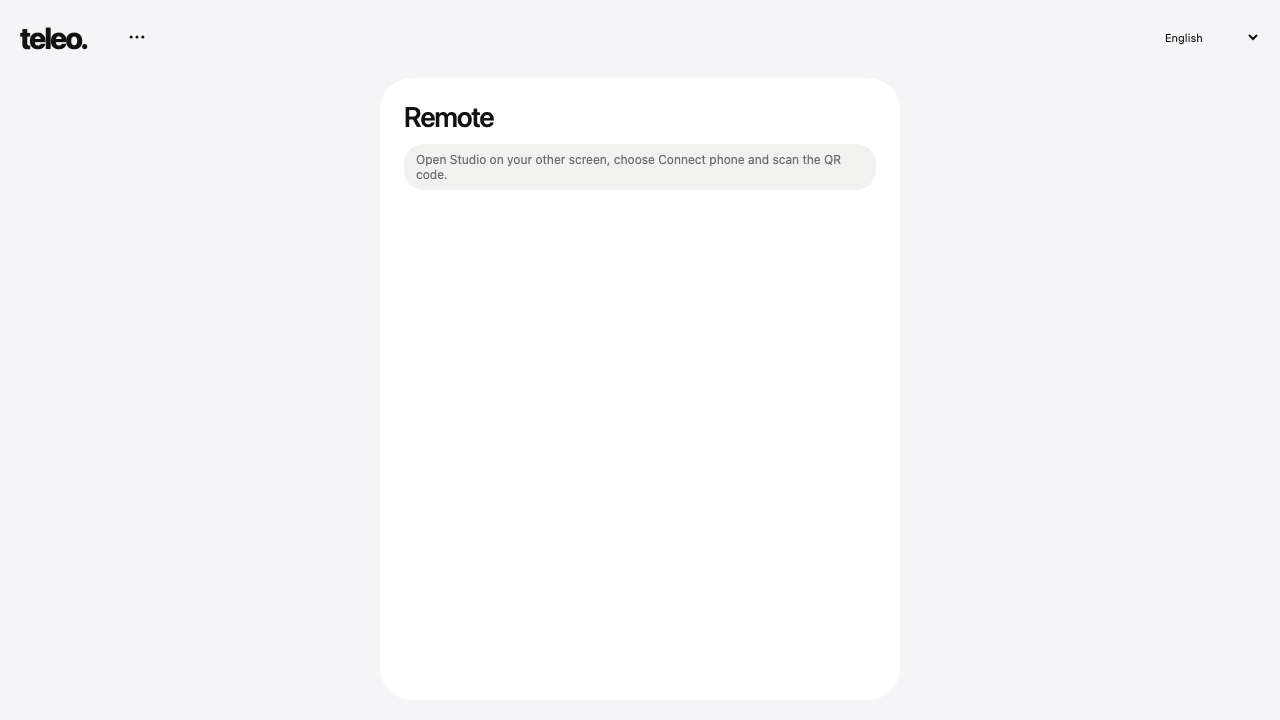 teleo.
English
Remote
Open Studio on your other screen, choose Connect phone and scan the QR
code.